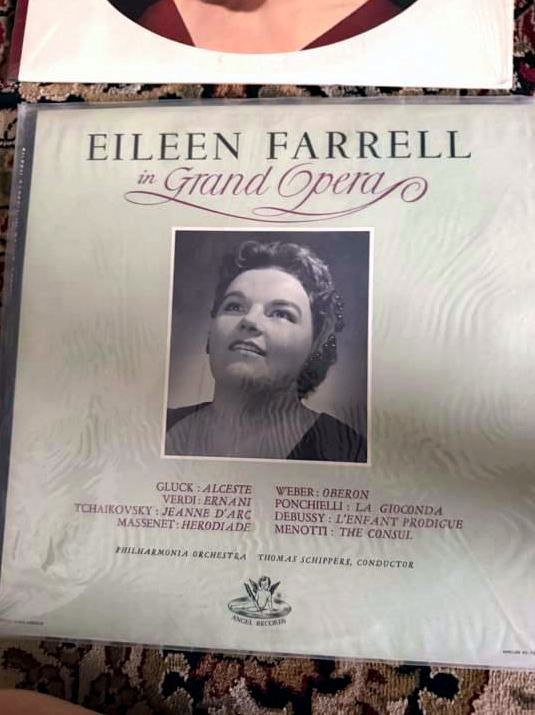 EILEEN FARRELL
in Grand Opera
GLUCK : ALCESTE
VERDI : ERNANI
TCHAIKOVSKY : JEANNE D'ARC
MASSENET : HERODIADE
WEBER : OBERON
PONCHIELLI : LA GIOCONDA
DEBUSSY : L'ENFANT PRODIGUE
MENOTTI : THE CONSUL
PHILHARMONIA ORCHESTRA THOMAS SCHIPPERS, CONDUCTOR
ANGEL RECORDS